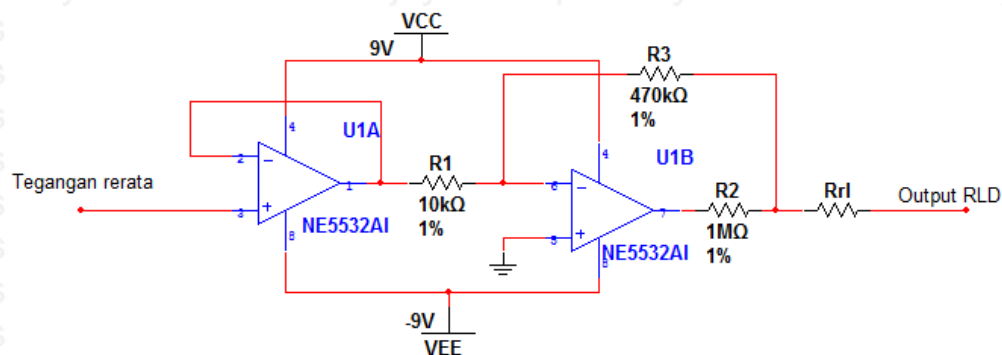 VCC
9V
R3
470kΩ
1%
4
U1A
2
Tegangan rerata
1
3
R1
10kΩ
1%
NE5532AI
8
4
U1B
6
7
5
R2
1MΩ
1%
Rrl
Output RLD
NE5532AI
8
-9V
VEE